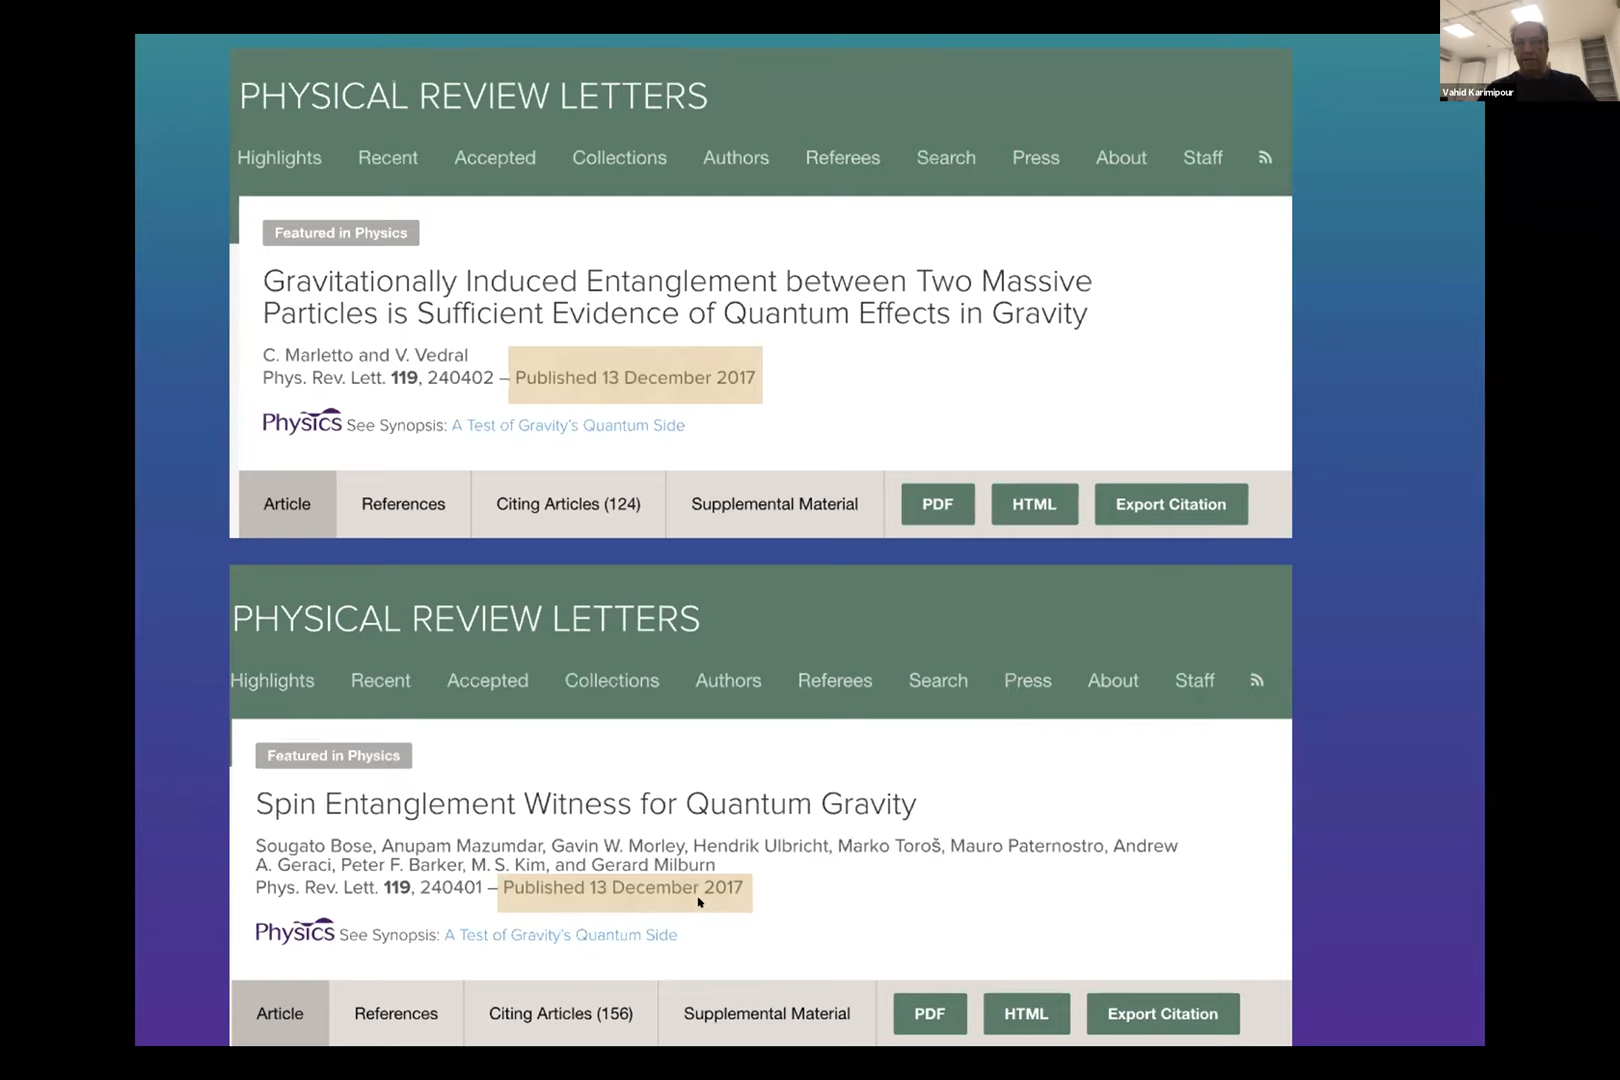 Vahid Karimipour
PHYSICAL REVIEW LETTERS
Highlights Recent Accepted Collections Authors Referees Search Press About Staff
Featured in Physics
Gravitationally Induced Entanglement between Two Massive
Particles is Sufficient Evidence of Quantum Effects in Gravity
C. Marletto and V. Vedral
Phys. Rev. Lett. 119, 240402 – Published 13 December 2017
Physics See Synopsis: A Test of Gravity's Quantum Side
Article References Citing Articles (124) Supplemental Material PDF HTML Export Citation
PHYSICAL REVIEW LETTERS
Highlights Recent Accepted Collections Authors Referees Search Press About Staff
Featured in Physics
Spin Entanglement Witness for Quantum Gravity
Sougato Bose, Anupam Mazumdar, Gavin W. Morley, Hendrik Ulbricht, Marko Toroš, Mauro Paternostro, Andrew
A. Geraci, Peter F. Barker, M. S. Kim, and Gerard Milburn
Phys. Rev. Lett. 119, 240401 – Published 13 December 2017
Physics See Synopsis: A Test of Gravity's Quantum Side
Article References Citing Articles (156) Supplemental Material PDF HTML Export Citation